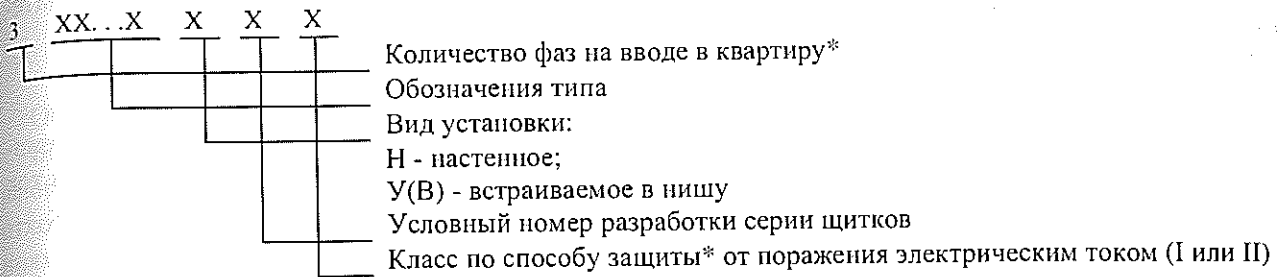 3 XX...X X X X
Количество фаз на вводе в квартиру*
Обозначения типа
Вид установки:
Н - настенное;
У(В) - встраиваемое в нишу
Условный номер разработки серии щитков
Класс по способу защиты* от поражения электрическим током (I или II)